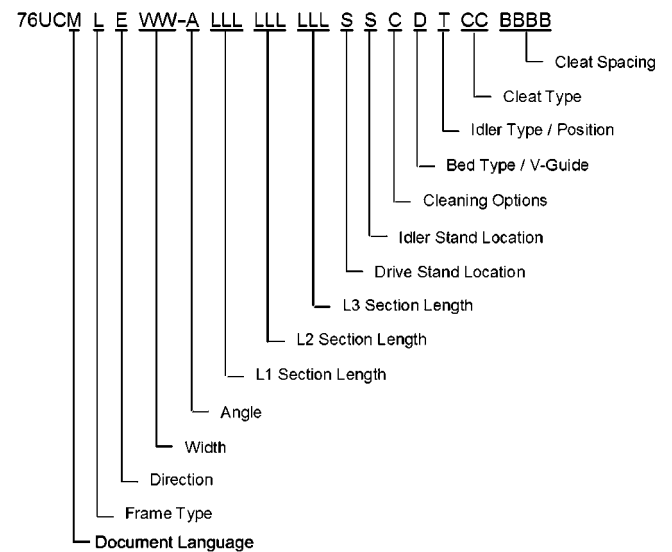 76UCM L E WW-A LLL LLL LLL S S C D T CC BBBB
Cleat Spacing
Cleat Type
Idler Type / Position
Bed Type / V-Guide
Cleaning Options
Idler Stand Location
Drive Stand Location
L3 Section Length
L2 Section Length
L1 Section Length
Angle
Width
Direction
Frame Type
Document Language